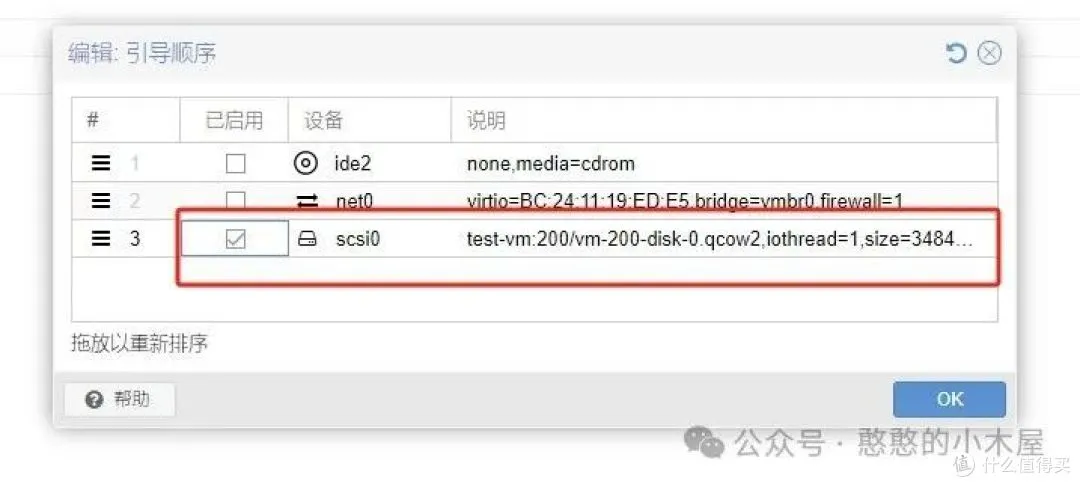 编辑: 引导顺序
# 已启用 设备 说明
1 ide2 none,media=cdrom
2 net0 virtio=BC:24:11:19:ED:E5,bridge=vmbr0,firewall=1
3 scsi0 test-vm:200/vm-200-disk-0.qcow2,iothread=1,size=3484...
拖放以重新排序
帮助 OK
公众号 · 憨憨的小木屋
值 什么值得买